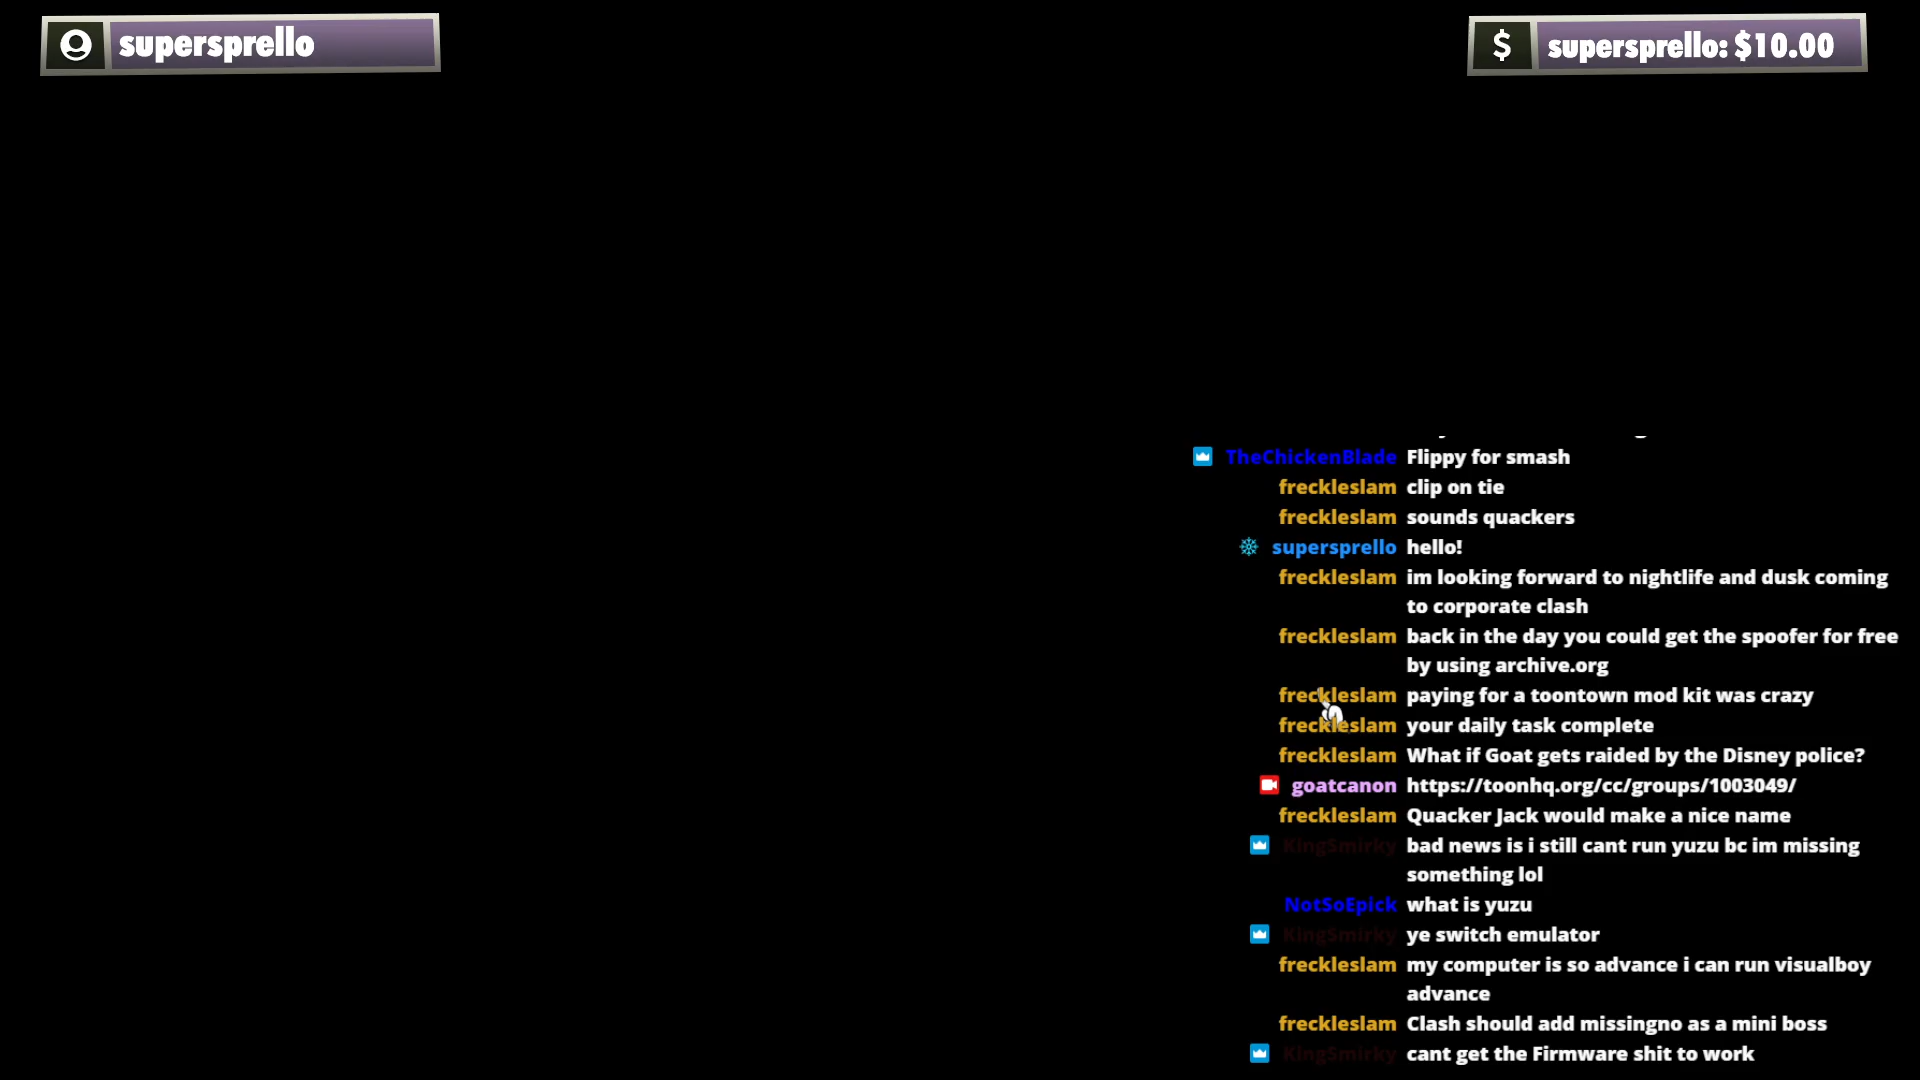 supersprello
$ supersprello: $10.00
TheChickenBlade Flippy for smash
freckleslam clip on tie
freckleslam sounds quackers
supersprello hello!
freckleslam im looking forward to nightlife and dusk coming
to corporate clash
freckleslam back in the day you could get the spoofer for free
by using archive.org
freckleslam paying for a toontown mod kit was crazy
freckleslam your daily task complete
freckleslam What if Goat gets raided by the Disney police?
goatcanon https://toonhq.org/cc/groups/1003049/
freckleslam Quacker Jack would make a nice name
KingSmirky bad news is i still cant run yuzu bc im missing
something lol
NotSoEpick what is yuzu
KingSmirky ye switch emulator
freckleslam my computer is so advance i can run visualboy
advance
freckleslam Clash should add missingno as a mini boss
KingSmirky cant get the Firmware shit to work